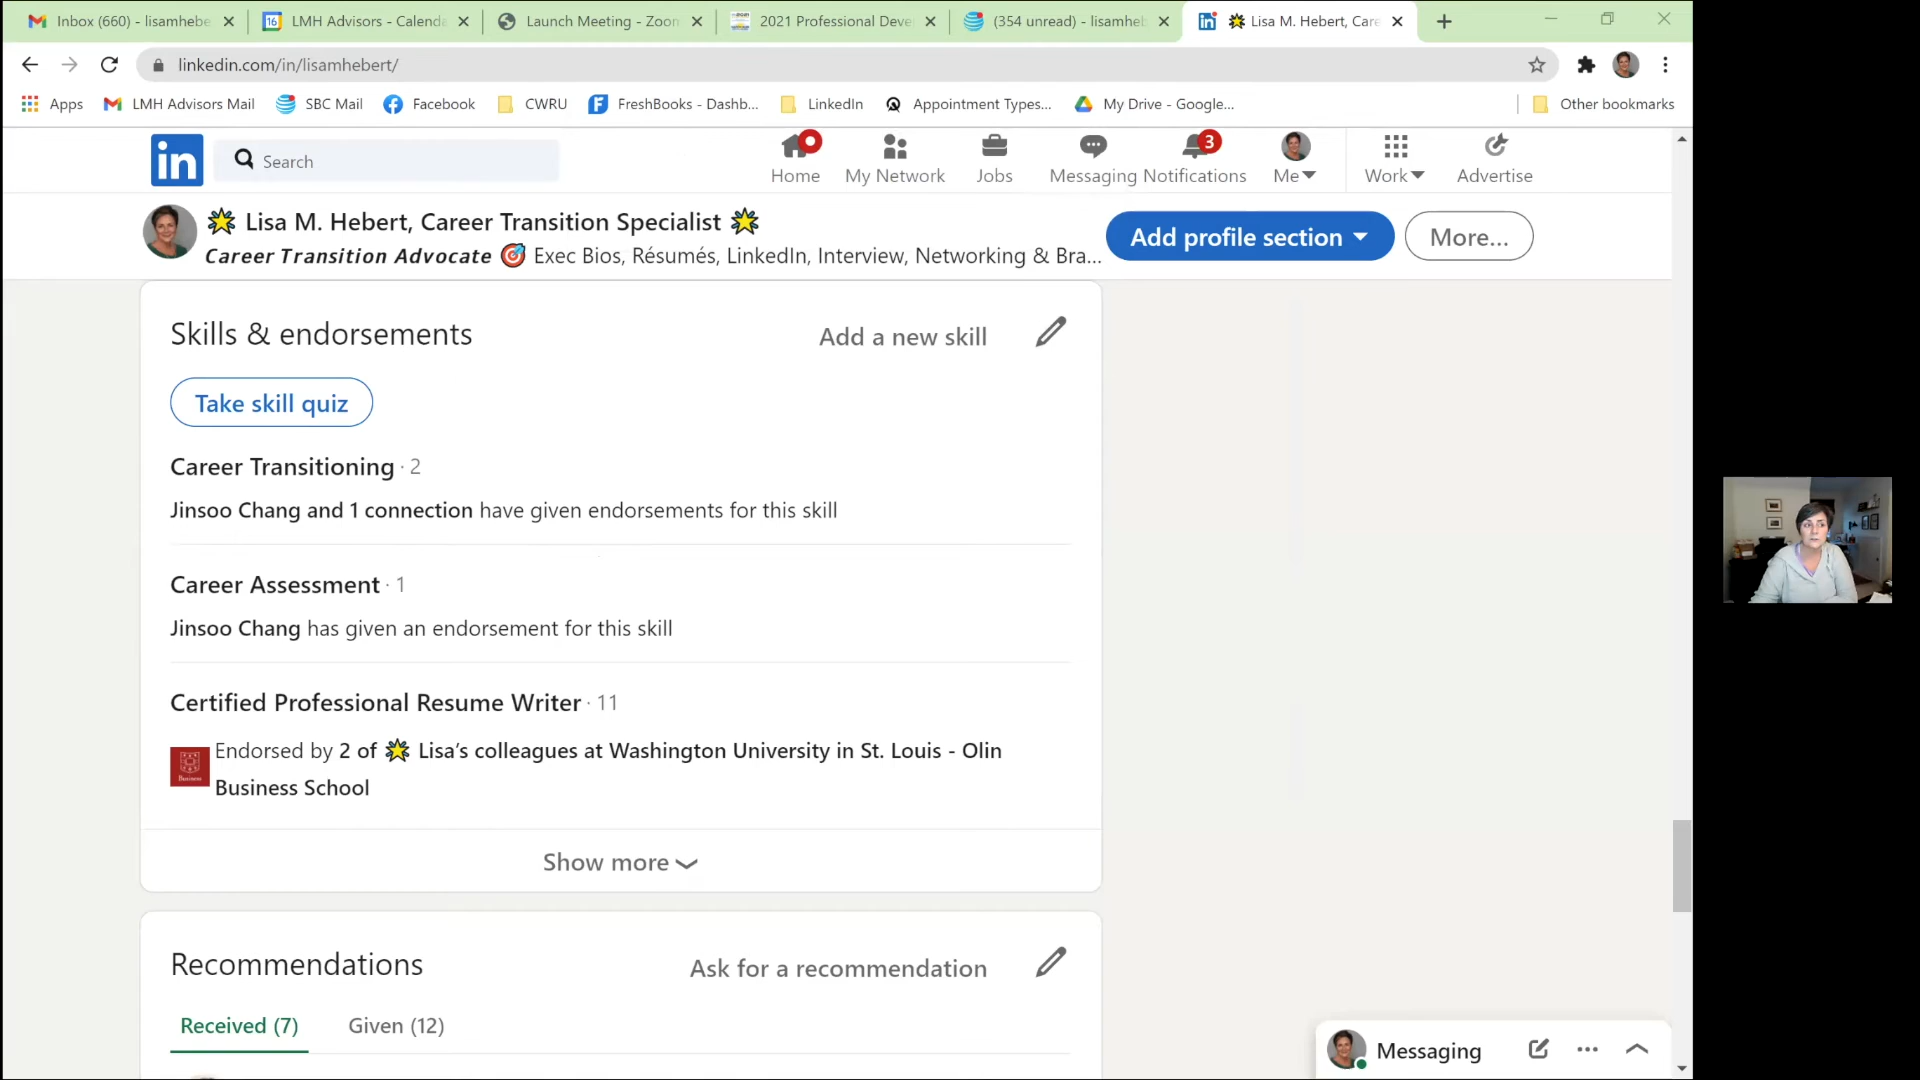 Inbox (660) - lisamhebe
LMH Advisors - Calenda
Launch Meeting - Zoom
2021 Professional Deve
(354 unread) - lisamheb
Lisa M. Hebert, Care
linkedin.com/in/lisamhebert/
Apps
LMH Advisors Mail
SBC Mail
Facebook
CWRU
FreshBooks - Dashb...
LinkedIn
Appointment Types...
My Drive - Google...
Other bookmarks
in
Search
Home
My Network
Jobs
Messaging
3
Notifications
Me
Work
Advertise
Lisa M. Hebert, Career Transition Specialist
Career Transition Advocate Exec Bios, Résumés, LinkedIn, Interview, Networking & Bra...
Add profile section
More...
Skills & endorsements
Add a new skill
Take skill quiz
Career Transitioning · 2
Jinsoo Chang and 1 connection have given endorsements for this skill
Career Assessment · 1
Jinsoo Chang has given an endorsement for this skill
Certified Professional Resume Writer · 11
Endorsed by 2 of Lisa's colleagues at Washington University in St. Louis - Olin
Business School
Show more
Recommendations
Ask for a recommendation
Received (7)
Given (12)
Messaging